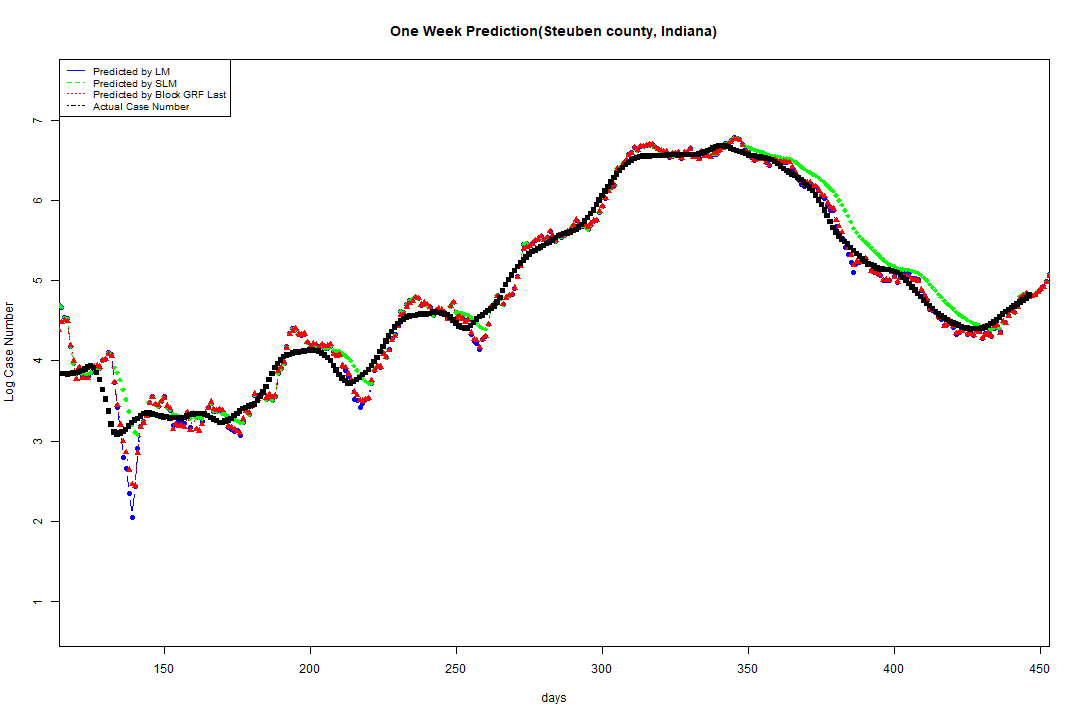 One Week Prediction(Steuben county, Indiana)
Predicted by LM
Predicted by SLM
Predicted by Block GRF Last
Actual Case Number
7
6
5
4
3
2
1
Log Case Number
150 200 250 300 350 400 450
days